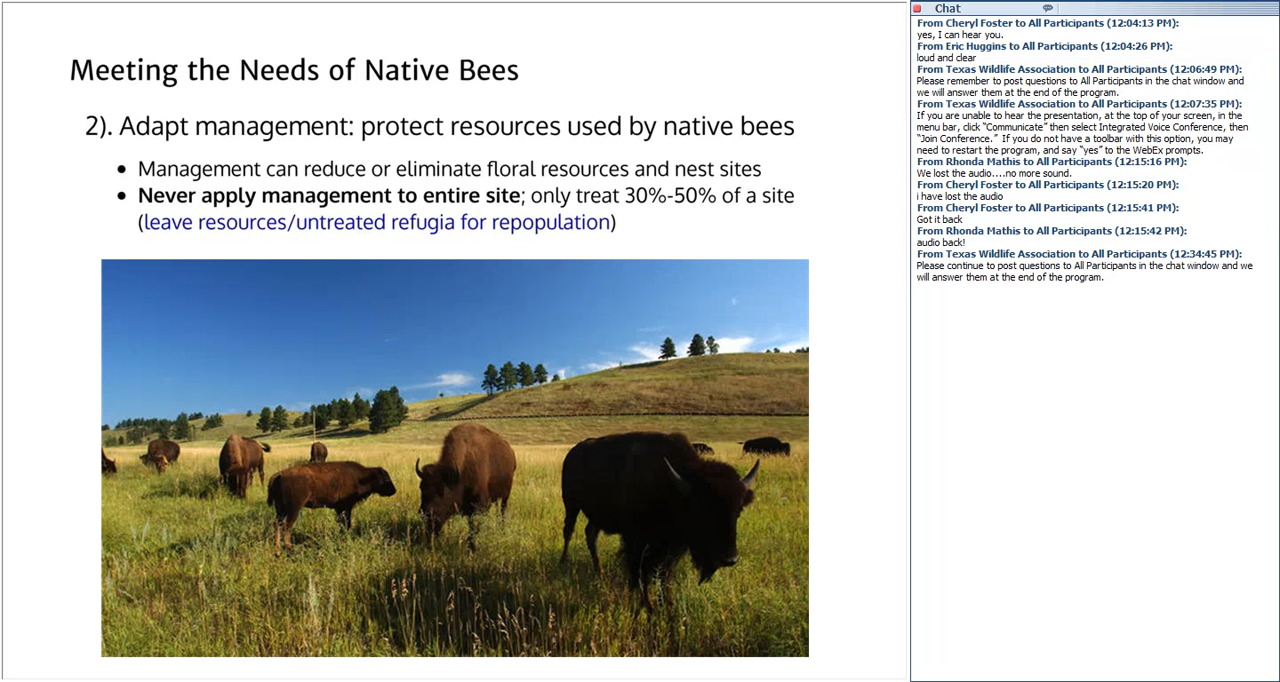 Meeting the Needs of Native Bees
2). Adapt management: protect resources used by native bees
• Management can reduce or eliminate floral resources and nest sites
• Never apply management to entire site; only treat 30%-50% of a site
(leave resources/untreated refugia for repopulation)
Chat
From Cheryl Foster to All Participants (12:04:13 PM):
yes, I can hear you.
From Eric Huggins to All Participants (12:04:26 PM):
loud and clear
From Texas Wildlife Association to All Participants (12:06:49 PM):
Please remember to post questions to All Participants in the chat window and
we will answer them at the end of the program.
From Texas Wildlife Association to All Participants (12:07:35 PM):
If you are unable to hear the presentation, at the top of your screen, in the
menu bar, click “Communicate” then select Integrated Voice Conference, then
“Join Conference.”  If you do not have a toolbar with this option, you may
need to restart the program, and say “yes” to the WebEx prompts.
From Rhonda Mathis to All Participants (12:15:16 PM):
We lost the audio....no more sound.
From Cheryl Foster to All Participants (12:15:20 PM):
i have lost the audio
From Cheryl Foster to All Participants (12:15:41 PM):
Got it back
From Rhonda Mathis to All Participants (12:15:42 PM):
audio back!
From Texas Wildlife Association to All Participants (12:34:45 PM):
Please continue to post questions to All Participants in the chat window and we
will answer them at the end of the program.